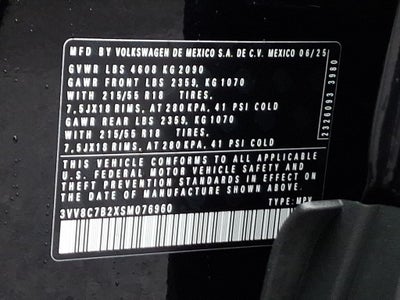 MFD BY VOLKSWAGEN DE MEXICO S.A. DE C.V. MEXICO 06/25
GVWR LBS 4608 KG 2090
GAWR FRONT LBS 2359, KG 1070
WITH 215/55 R18 TIRES,
7,5JX18 RIMS, AT 280 KPA, 41 PSI COLD
GAWR REAR LBS 2359, KG 1070
WITH 215/55 R18 TIRES,
7,5JX18 RIMS, AT 280 KPA, 41 PSI COLD
THIS VEHICLE CONFORMS TO ALL APPLICABLE
U.S. FEDERAL MOTOR VEHICLE SAFETY AND
THEFT PREVENTION STANDARDS IN EFFECT ON
THE DATE OF MANUFACTURE SHOWN ABOVE.
3VV8C7B2XSM076960 TYPE: MPV
2326093 3980